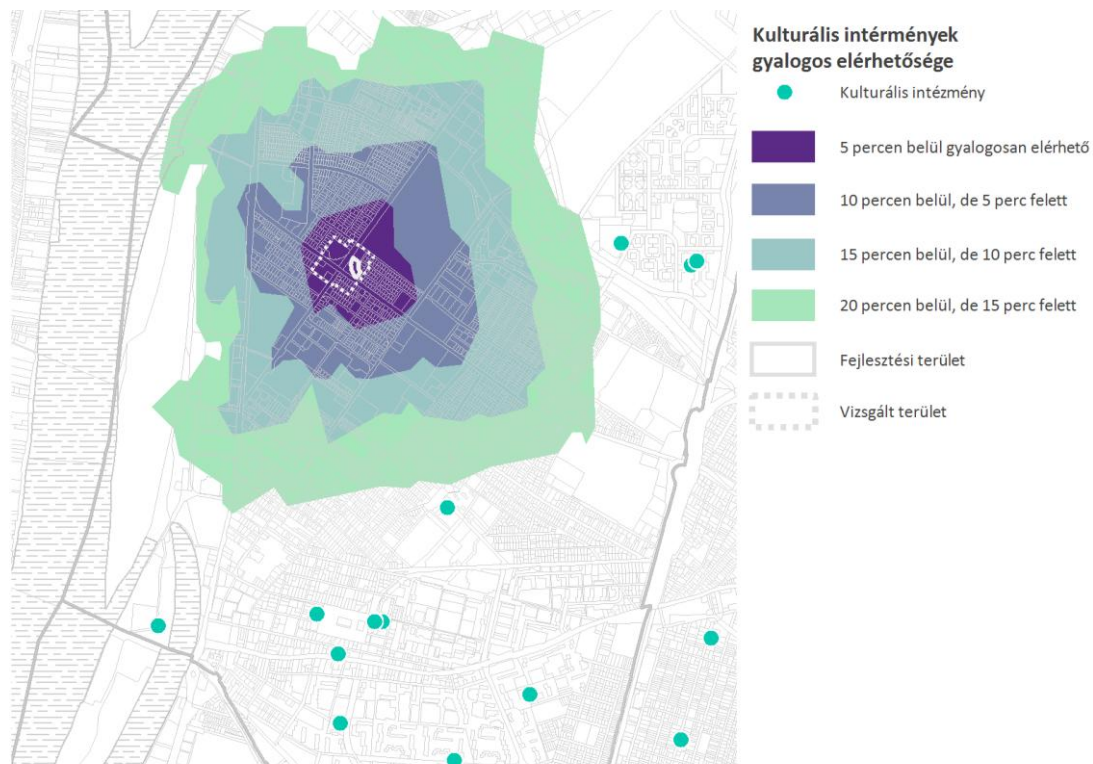 Kulturális intérmények
gyalogos elérhetősége
Kulturális intézmény
5 percen belül gyalogosan elérhető
10 percen belül, de 5 perc felett
15 percen belül, de 10 perc felett
20 percen belül, de 15 perc felett
Fejlesztési terület
Vizsgált terület